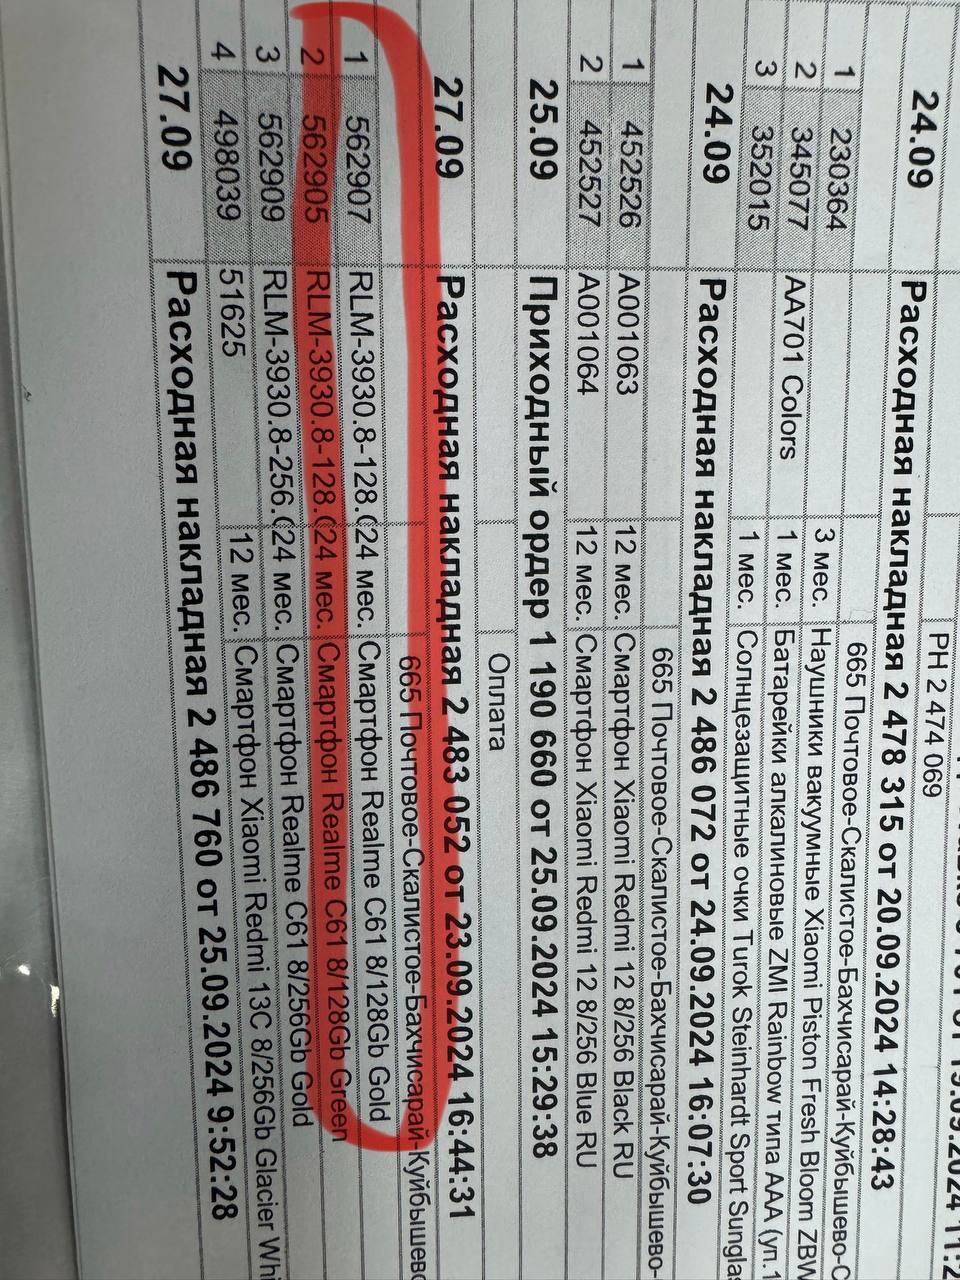 РН 2 474 069
24.09 Расходная накладная 2 478 315 от 20.09.2024 14:28:43
665 Почтовое-Скалистое-Бахчисарай-Куйбышево-С
1 230364 3 мес. Наушники вакуумные Xiaomi Piston Fresh Bloom ZBW
2 345077 AA701 Colors 1 мес. Батарейки алкалиновые ZMI Rainbow типа AAA (уп.1
3 352015 1 мес. Солнцезащитные очки Turok Steinhardt Sport Sunglas
24.09 Расходная накладная 2 486 072 от 24.09.2024 16:07:30
665 Почтовое-Скалистое-Бахчисарай-Куйбышево-
1 452526 A001063 12 мес. Смартфон Xiaomi Redmi 12 8/256 Black RU
2 452527 A001064 12 мес. Смартфон Xiaomi Redmi 12 8/256 Blue RU
25.09 Приходный ордер 1 190 660 от 25.09.2024 15:29:38
Оплата
27.09 Расходная накладная 2 483 052 от 23.09.2024 16:44:31
665 Почтовое-Скалистое-Бахчисарай-Куйбышево
1 562907 RLM-3930.8-128.G 24 мес. Смартфон Realme C61 8/128Gb Gold
2 562905 RLM-3930.8-128.G 24 мес. Смартфон Realme C61 8/128Gb Green
3 562909 RLM-3930.8-256.G 24 мес. Смартфон Realme C61 8/256Gb Gold
4 498039 51625 12 мес. Смартфон Xiaomi Redmi 13C 8/256Gb Glacier Whi
27.09 Расходная накладная 2 486 760 от 25.09.2024 9:52:28